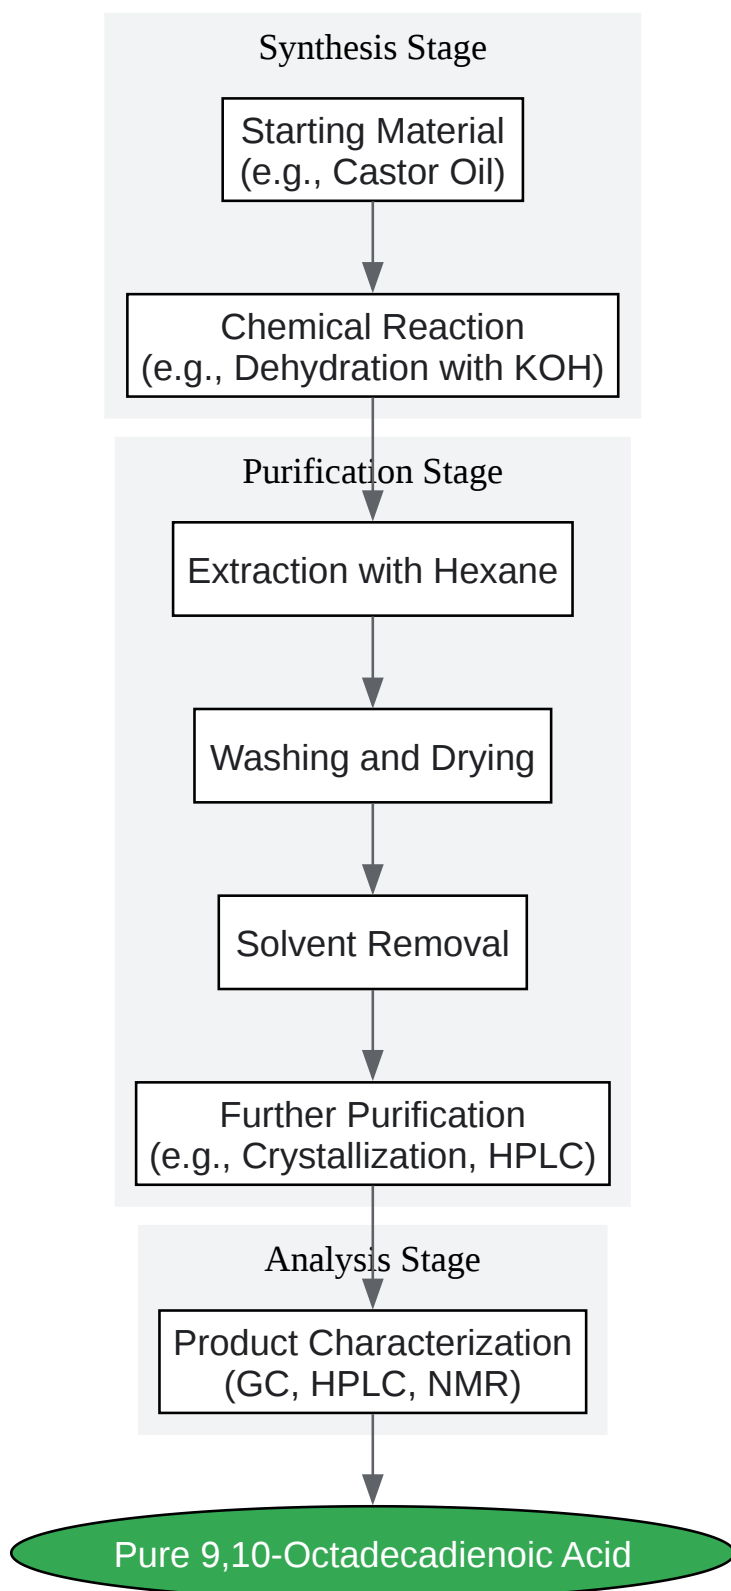 Synthesis Stage
Starting Material
(e.g., Castor Oil)
Chemical Reaction
(e.g., Dehydration with KOH)
Purification Stage
Extraction with Hexane
Washing and Drying
Solvent Removal
Further Purification
(e.g., Crystallization, HPLC)
Analysis Stage
Product Characterization
(GC, HPLC, NMR)
Pure 9,10-Octadecadienoic Acid